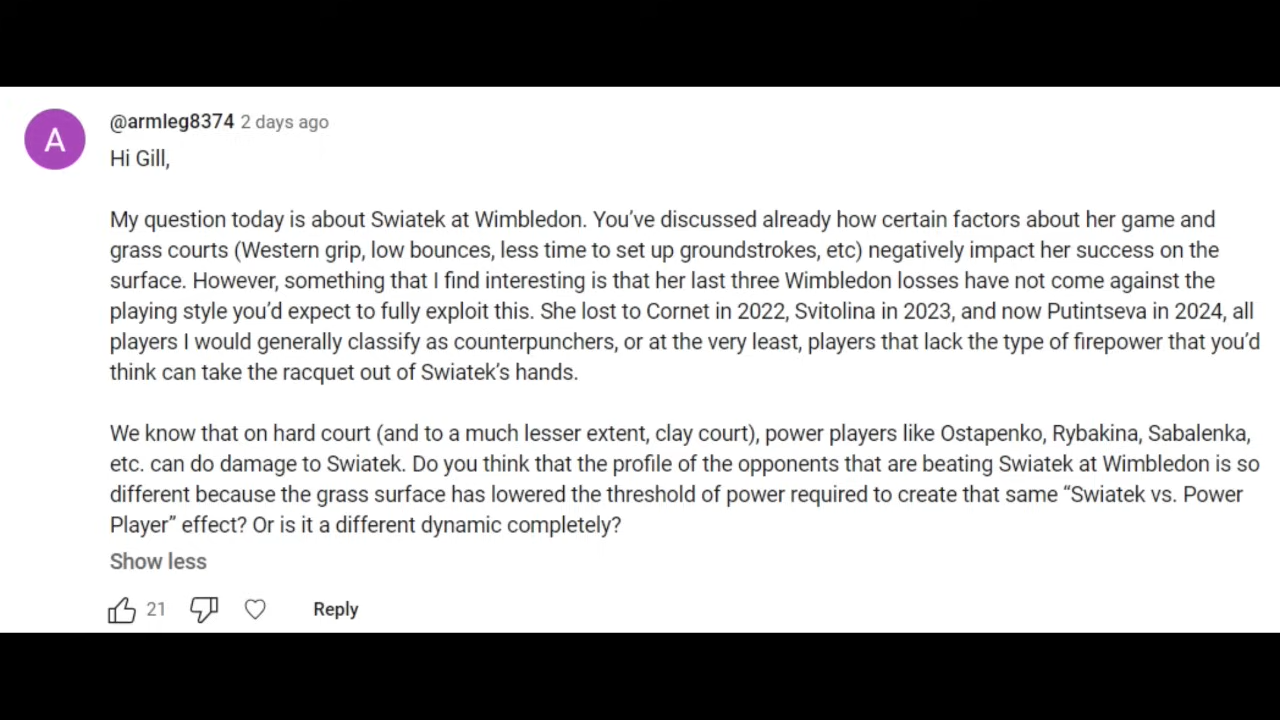 A
@armleg8374 2 days ago
Hi Gill,
My question today is about Swiatek at Wimbledon. You’ve discussed already how certain factors about her game and
grass courts (Western grip, low bounces, less time to set up groundstrokes, etc) negatively impact her success on the
surface. However, something that I find interesting is that her last three Wimbledon losses have not come against the
playing style you’d expect to fully exploit this. She lost to Cornet in 2022, Svitolina in 2023, and now Putintseva in 2024, all
players I would generally classify as counterpunchers, or at the very least, players that lack the type of firepower that you’d
think can take the racquet out of Swiatek’s hands.
We know that on hard court (and to a much lesser extent, clay court), power players like Ostapenko, Rybakina, Sabalenka,
etc. can do damage to Swiatek. Do you think that the profile of the opponents that are beating Swiatek at Wimbledon is so
different because the grass surface has lowered the threshold of power required to create that same “Swiatek vs. Power
Player” effect? Or is it a different dynamic completely?
Show less
21 Reply